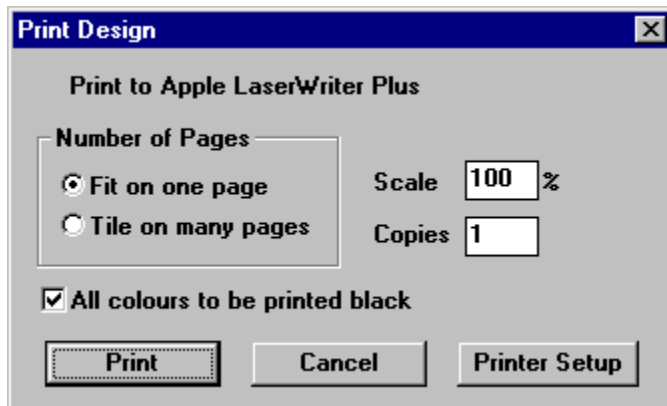 Print Design
Print to Apple LaserWriter Plus
Number of Pages
Fit on one page
Tile on many pages
Scale 100 %
Copies 1
All colours to be printed black
Print Cancel Printer Setup